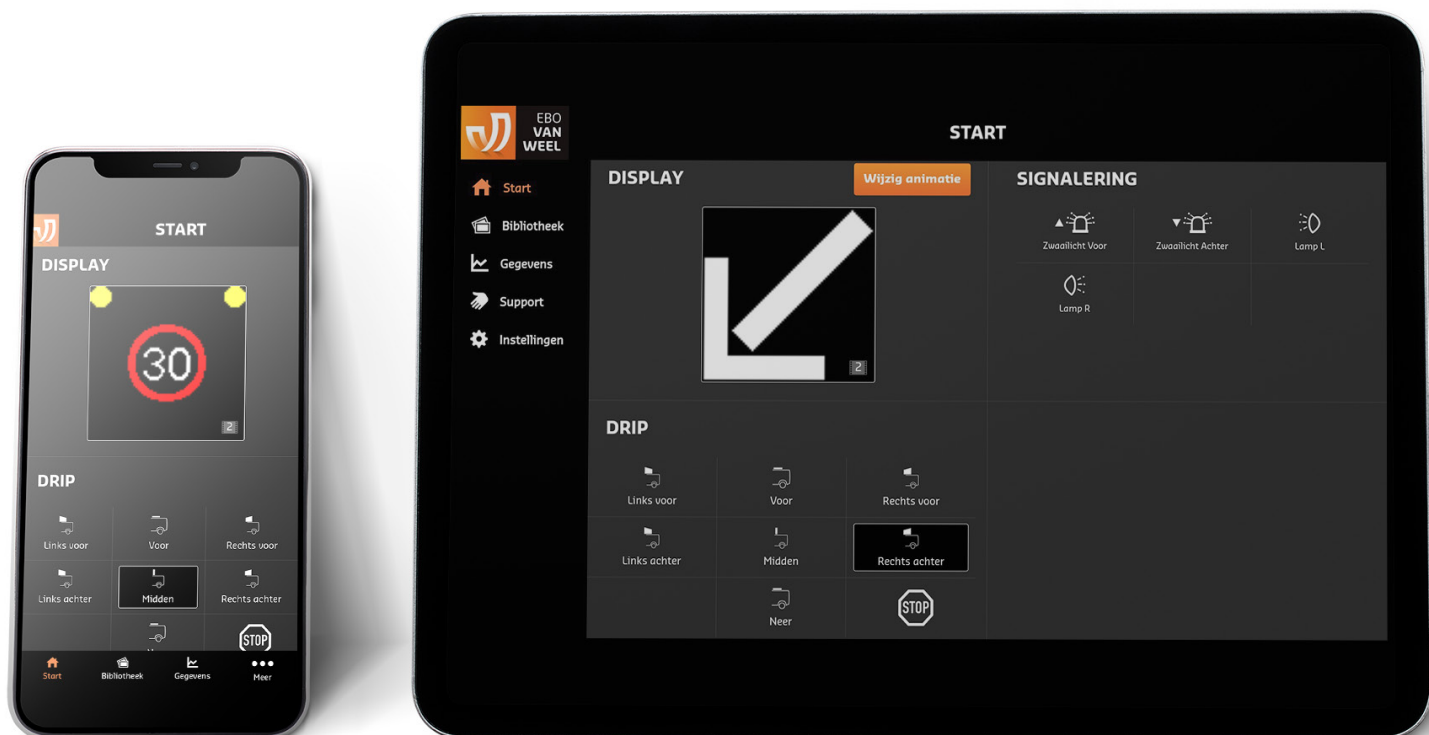 START
DISPLAY
30
2
DRIP
Links voor
Voor
Rechts voor
Links achter
Midden
Rechts achter
STOP
Start
Bibliotheek
Gegevens
Meer
EBO
VAN
WEEL
START
Start
Bibliotheek
Gegevens
Support
Instellingen
DISPLAY
Wijzig animatie
2
SIGNALERING
Zwaailicht Voor
Zwaailicht Achter
Lamp L
Lamp R
DRIP
Links voor
Voor
Rechts voor
Links achter
Midden
Rechts achter
Neer
STOP